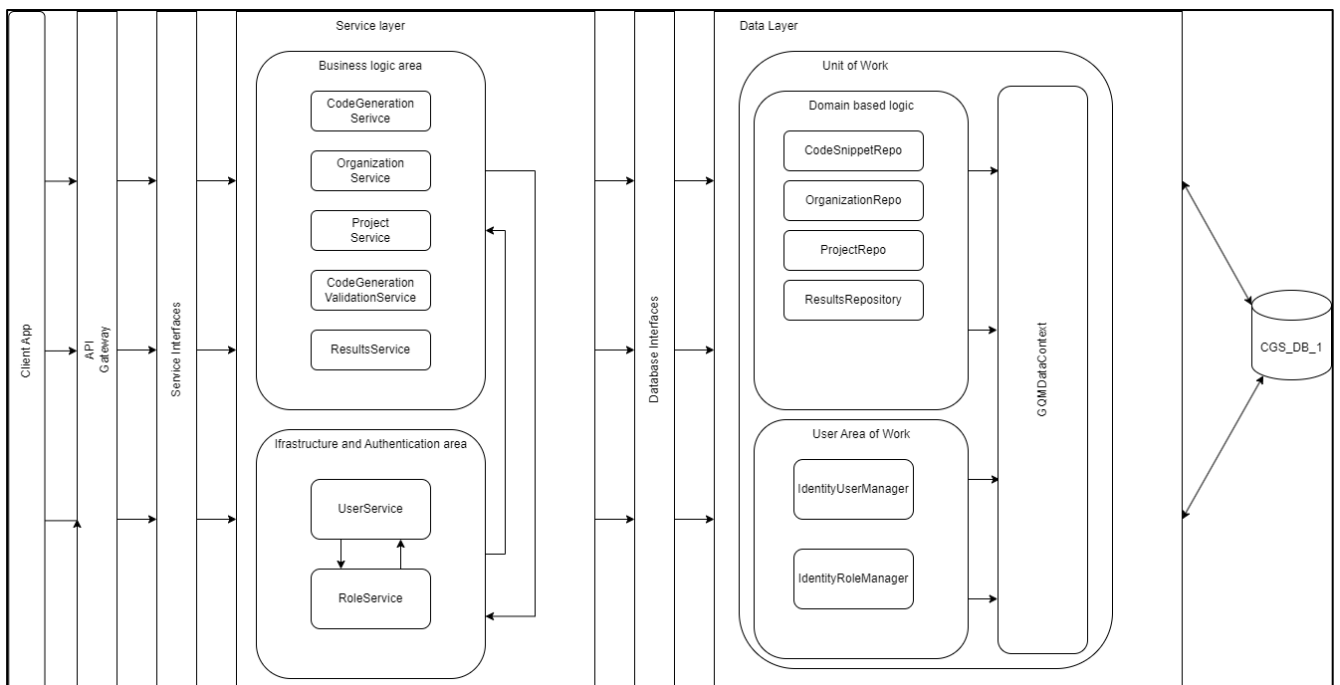 Client App
API
Gateway
Service Interfaces
Service layer
Business logic area
CodeGeneration
Serivce
Organization
Service
Project
Service
CodeGeneration
ValidationService
ResultsService
Ifrastructure and Authentication area
UserService
RoleService
Database Interfaces
Data Layer
Unit of Work
Domain based logic
CodeSnippetRepo
OrganizationRepo
ProjectRepo
ResultsRepository
User Area of Work
IdentityUserManager
IdentityRoleManager
GQMDataContext
CGS_DB_1